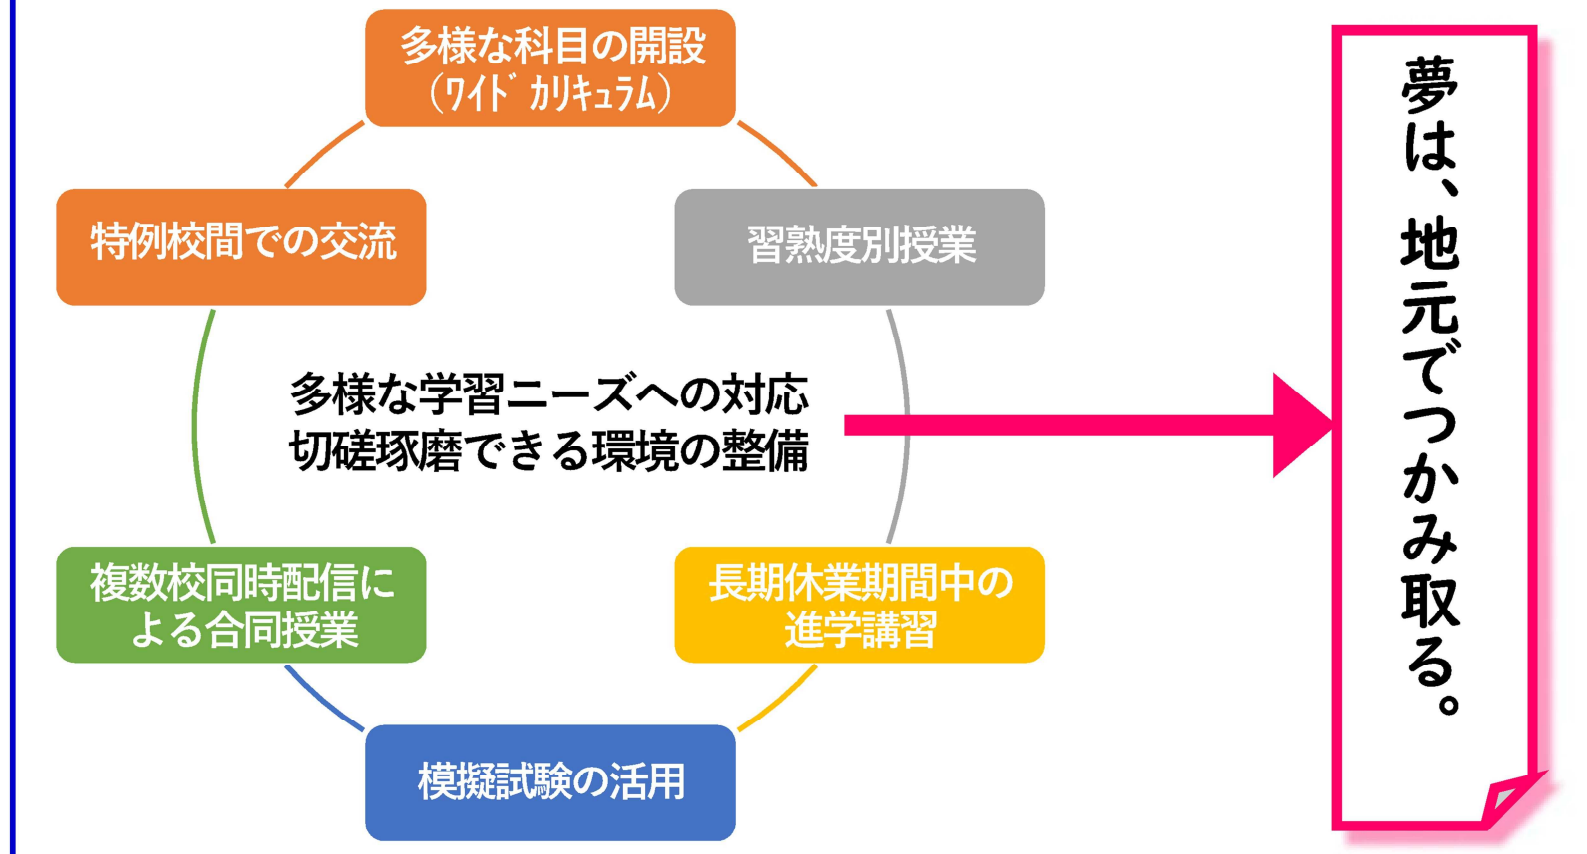 多様な科目の開設
（ﾜｲﾄﾞｶﾘｷｭﾗﾑ）
特例校間での交流
習熟度別授業
多様な学習ニーズへの対応
切磋琢磨できる環境の整備
複数校同時配信に
よる合同授業
長期休業期間中の
進学講習
模擬試験の活用
夢は、地元でつかみ取る。